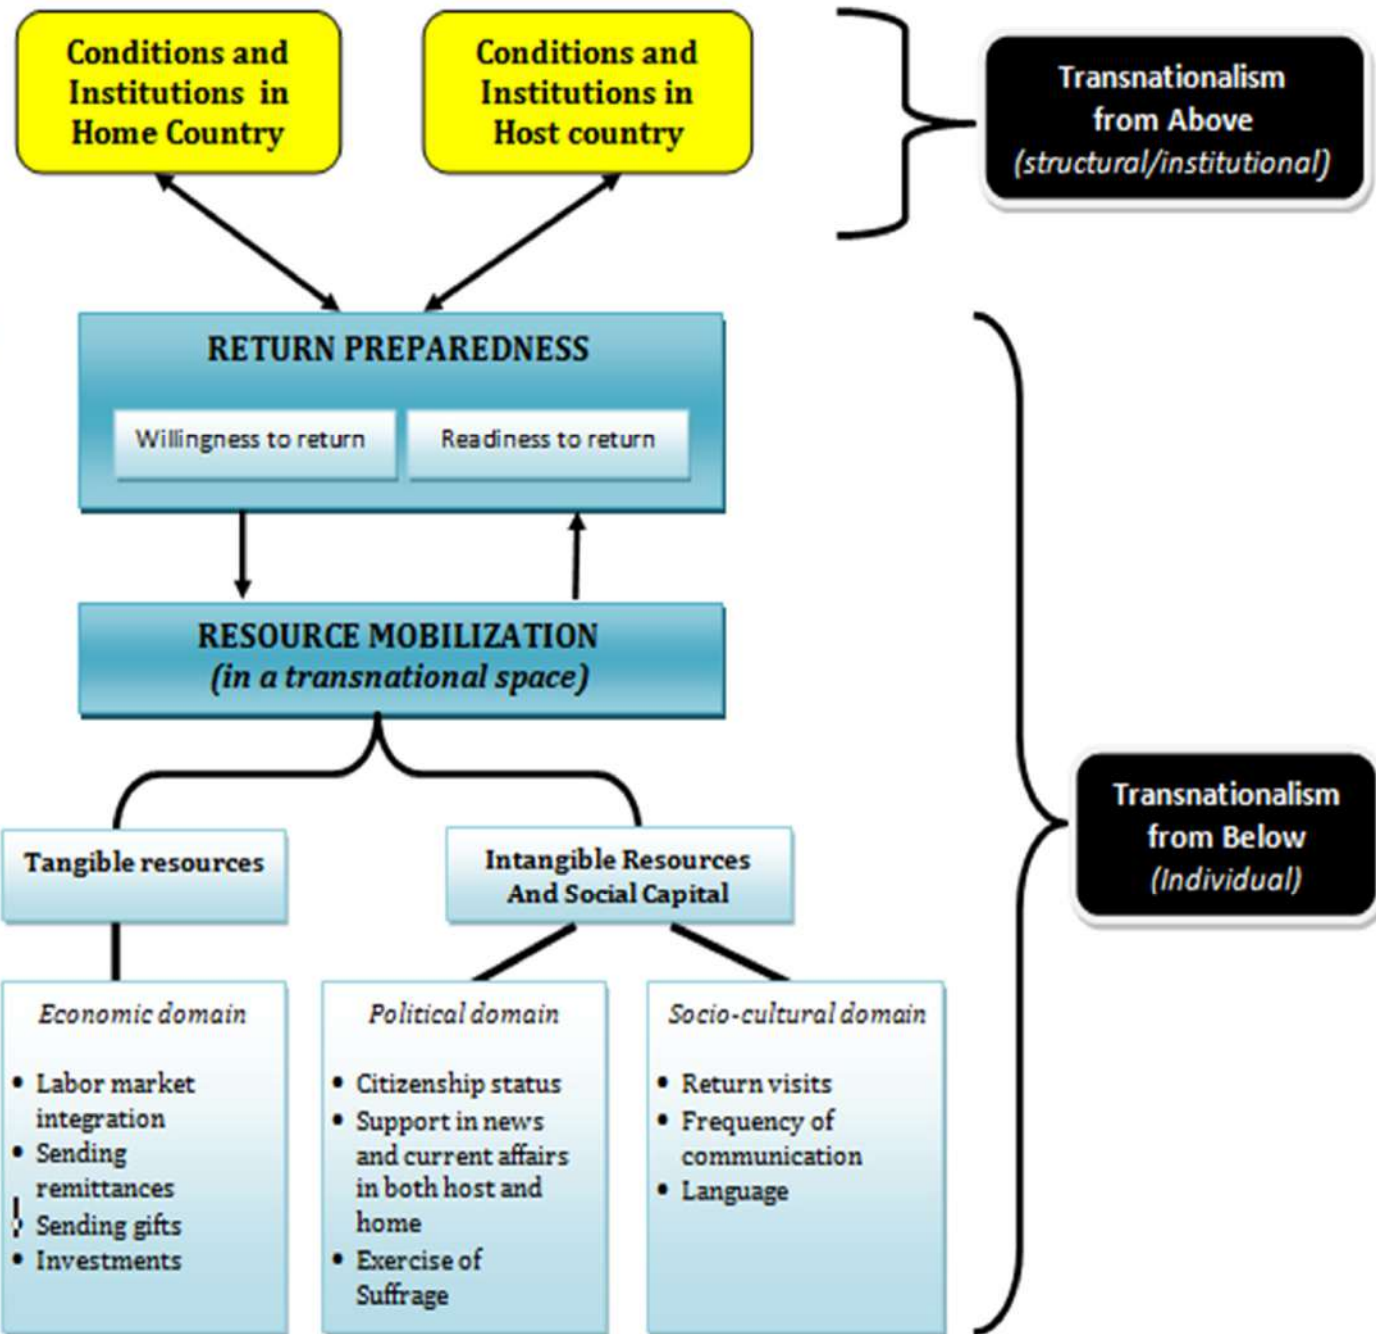 Conditions and
Institutions in
Home Country
Conditions and
Institutions in
Host country
Transnationalism
from Above
(structural/institutional)
RETURN PREPAREDNESS
Willingness to return
Readiness to return
RESOURCE MOBILIZATION
(in a transnational space)
Transnationalism
from Below
(Individual)
Tangible resources
Intangible Resources
And Social Capital
Economic domain
• Labor market
integration
• Sending
remittances
• Sending gifts
• Investments
Political domain
• Citizenship status
• Support in news
and current affairs
in both host and
home
• Exercise of
Suffrage
Socio-cultural domain
• Return visits
• Frequency of
communication
• Language